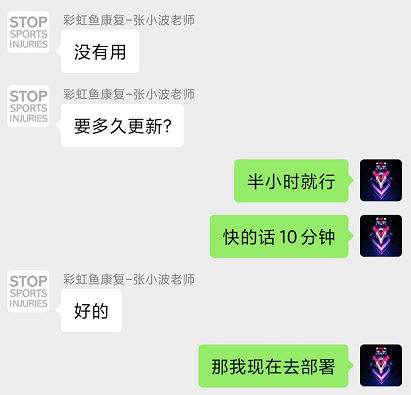 STOP
SPORTS
INJURIES
彩虹鱼康复-张小波老师
没有用
STOP
SPORTS
INJURIES
彩虹鱼康复-张小波老师
要多久更新?
半小时就行
快的话 10 分钟
STOP
SPORTS
INJURIES
彩虹鱼康复-张小波老师
好的
那我现在去部署